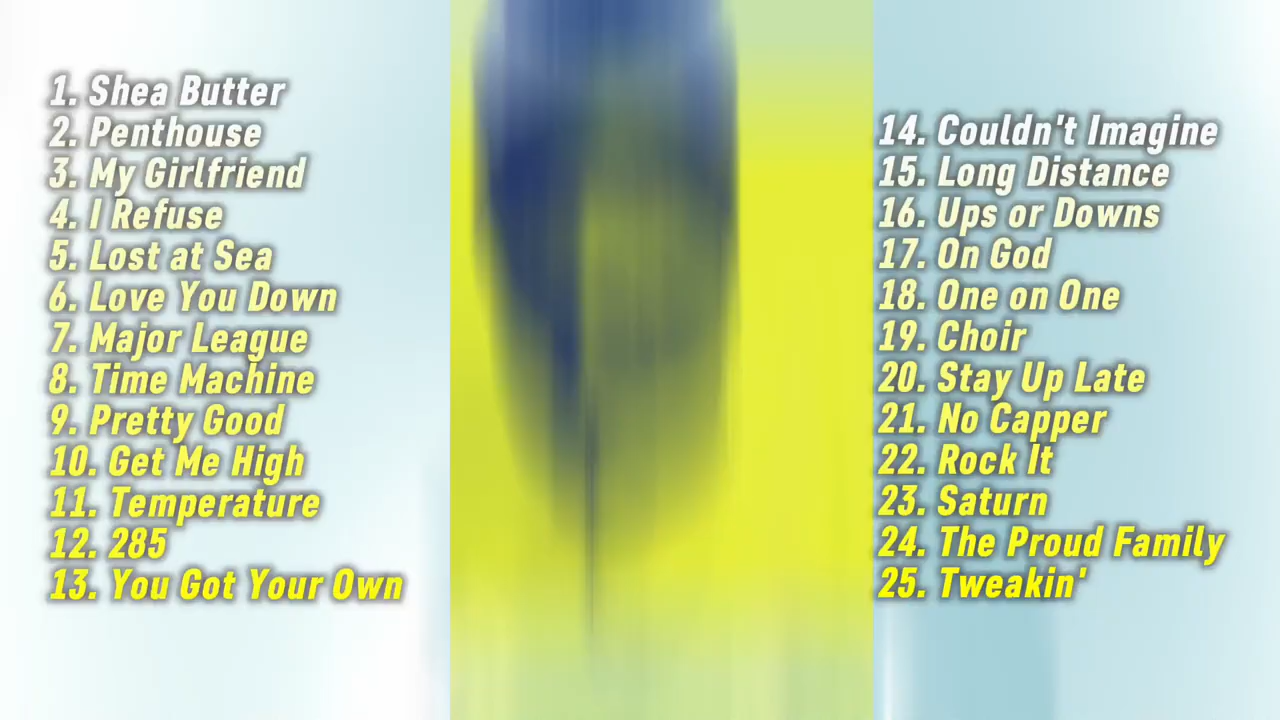 1. Shea Butter
2. Penthouse
3. My Girlfriend
4. I Refuse
5. Lost at Sea
6. Love You Down
7. Major League
8. Time Machine
9. Pretty Good
10. Get Me High
11. Temperature
12. 285
13. You Got Your Own
14. Couldn't Imagine
15. Long Distance
16. Ups or Downs
17. On God
18. One on One
19. Choir
20. Stay Up Late
21. No Capper
22. Rock It
23. Saturn
24. The Proud Family
25. Tweakin'